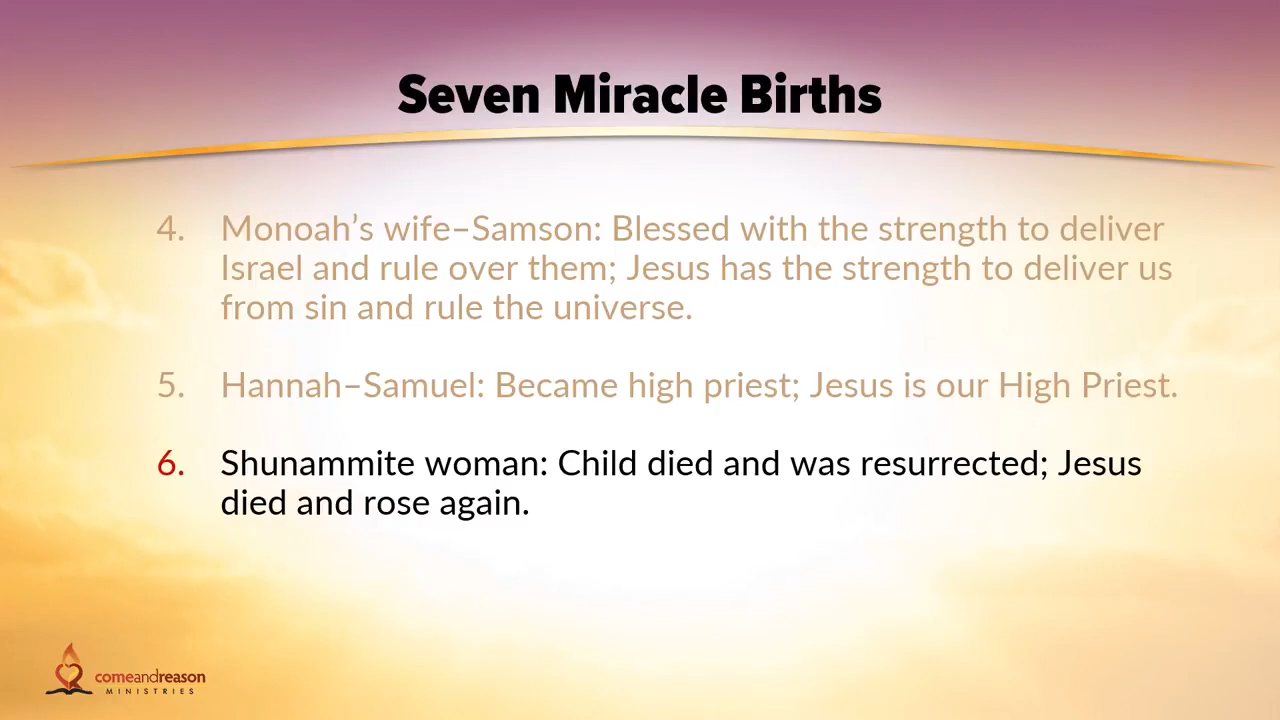 Seven Miracle Births
4. Monoah’s wife–Samson: Blessed with the strength to deliver
Israel and rule over them; Jesus has the strength to deliver us
from sin and rule the universe.
5. Hannah–Samuel: Became high priest; Jesus is our High Priest.
6. Shunammite woman: Child died and was resurrected; Jesus
died and rose again.
comeandreason
MINISTRIES